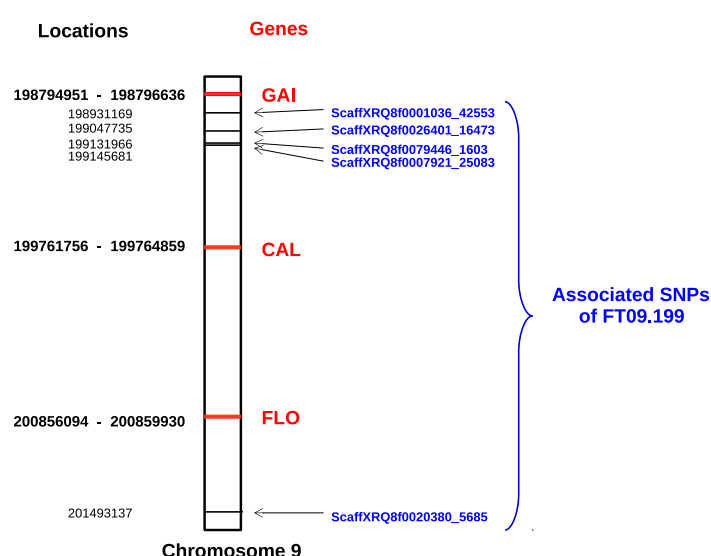 Locations
Genes
198794951 - 198796636
GAI
198931169
ScaffXRQ8f0001036_42553
199047735
ScaffXRQ8f0026401_16473
199131966
ScaffXRQ8f0079446_1603
199145681
ScaffXRQ8f0007921_25083
199761756 - 199764859
CAL
Associated SNPs
of FT09.199
200856094 - 200859930
FLO
201493137
ScaffXRQ8f0020380_5685
Chromosome 9